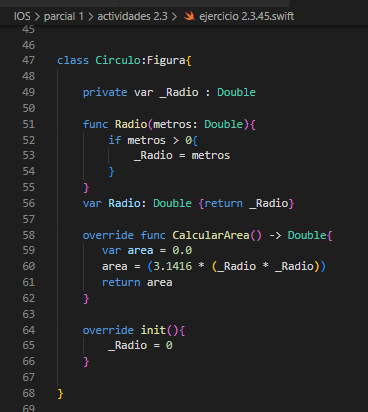 IOS > parcial 1 > actividades 2.3 > ejercicio 2.3.45.swift
45
46
47 class Circulo:Figura{
48
49 private var _Radio : Double
50
51 func Radio(metros: Double){
52 if metros > 0{
53 _Radio = metros
54 }
55 }
56 var Radio: Double {return _Radio}
57
58 override func CalcularArea() -> Double{
59 var area = 0.0
60 area = (3.1416 * (_Radio * _Radio))
61 return area
62 }
63
64 override init(){
65 _Radio = 0
66 }
67
68 }
69